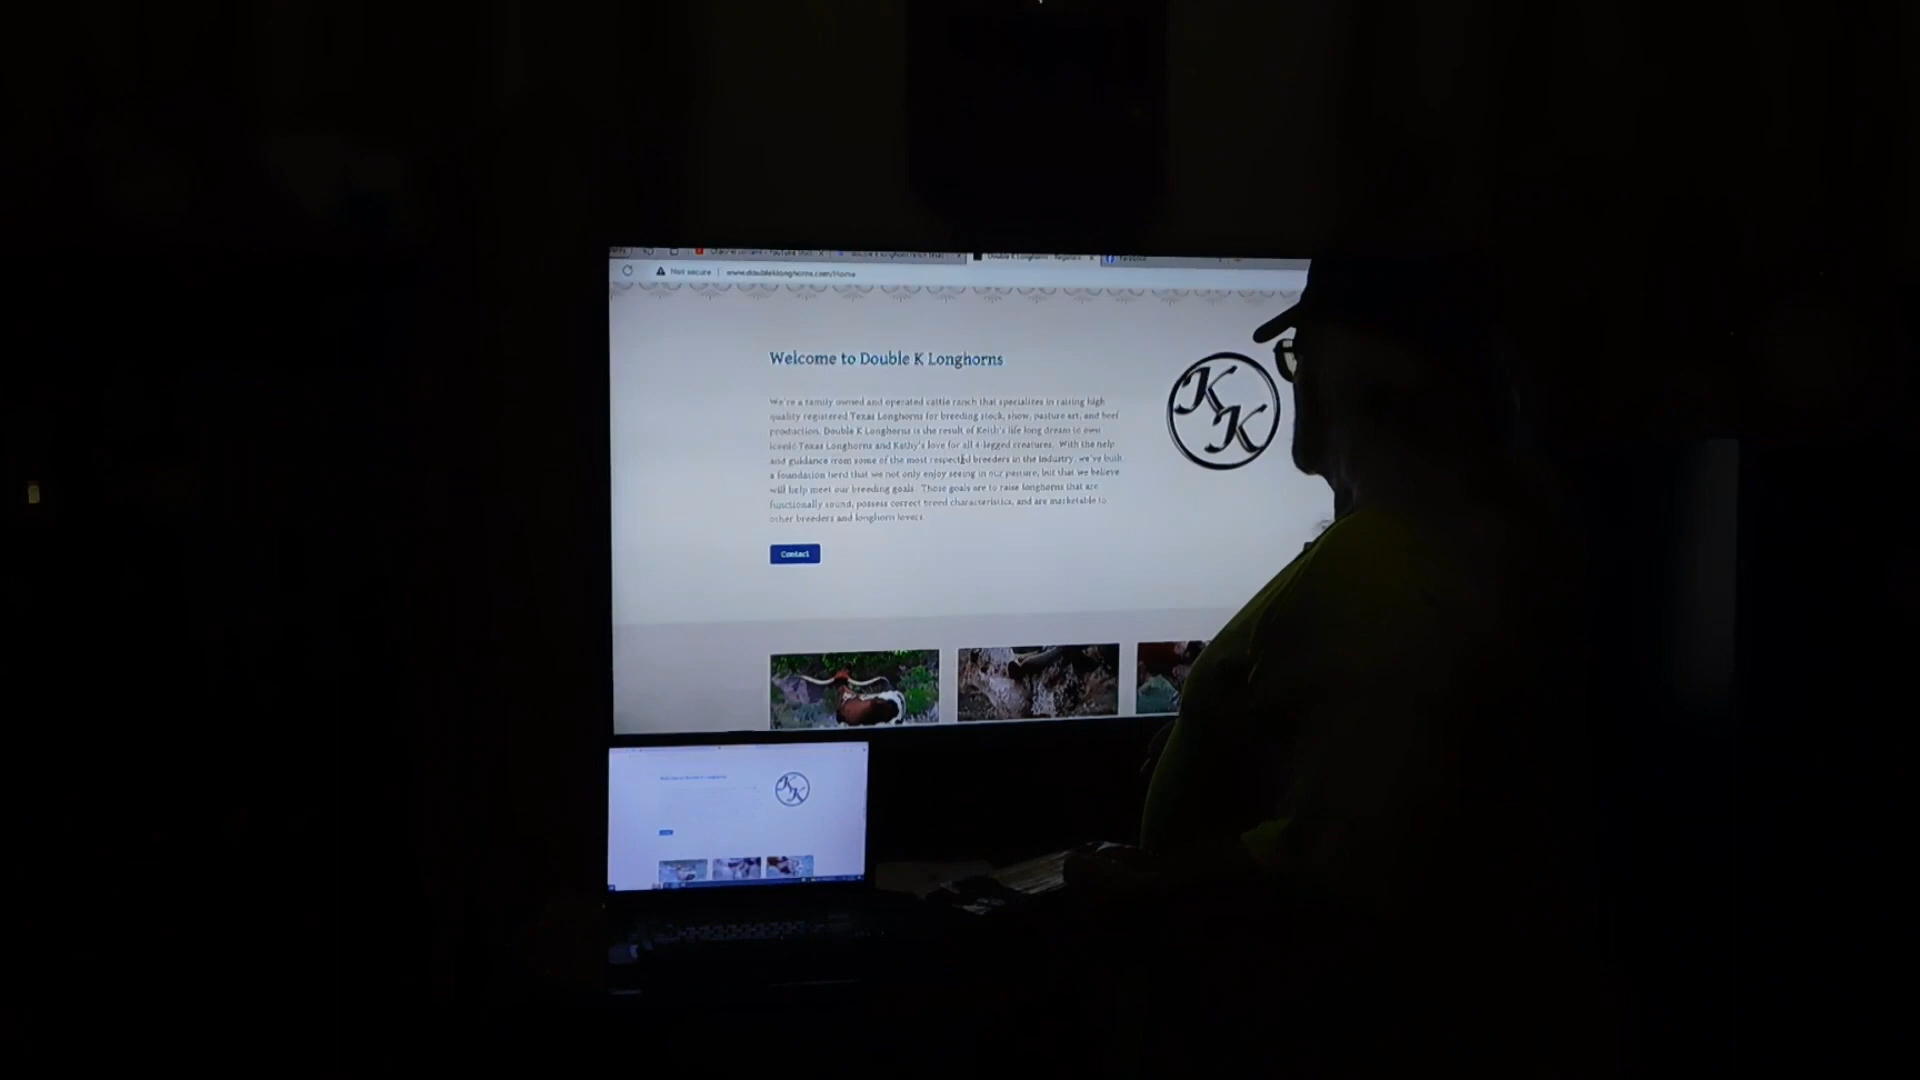 Double K Longhorns
Not secure www.doubleklonghorns.com/Home
Welcome to Double K Longhorns
We're a family owned and operated cattle ranch that specializes in raising high
quality registered Texas Longhorns for breeding stock, show, pasture art, and beef
production. Double K Longhorns is the result of Keith's life long dream to own
iconic Texas Longhorns and Kathy's love for all 4-legged creatures. With the help
and guidance from some of the most respected breeders in the industry, we've built
a foundation herd that we not only enjoy seeing in our pasture, but that we believe
will help meet our breeding goals. Those goals are to raise longhorns that are
functionally sound, possess correct breed characteristics, and are marketable to
other breeders and longhorn lovers.
K K
Contact
K K